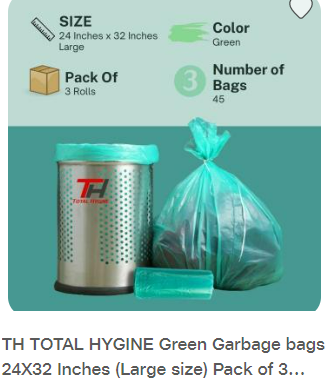 SIZE
24 Inches x 32 Inches
Large
Color
Green
Pack Of
3 Rolls
3
Number of
Bags
45
TH
TOTAL HYGINE
TH TOTAL HYGINE Green Garbage bags
24X32 Inches (Large size) Pack of 3...